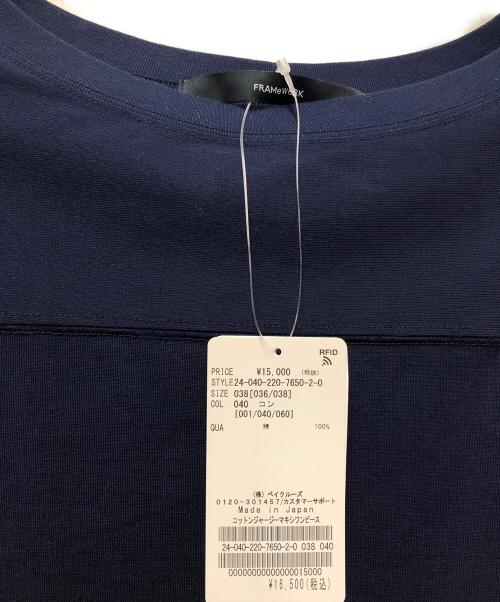 FRAMeWORK
RFID
PRICE ¥15,000 (税抜)
STYLE 24-040-220-7650-2-0
SIZE 038[036/038]
COL 040 コン
[001/040/060]
QUA 綿 100%
(株) ベイクルーズ
0120-301457/カスタマーサポート
Made in Japan
コットンジャージーマキシワンピース
24-040-220-7650-2-0 038 040
00000000000000015000
¥16,500(税込)